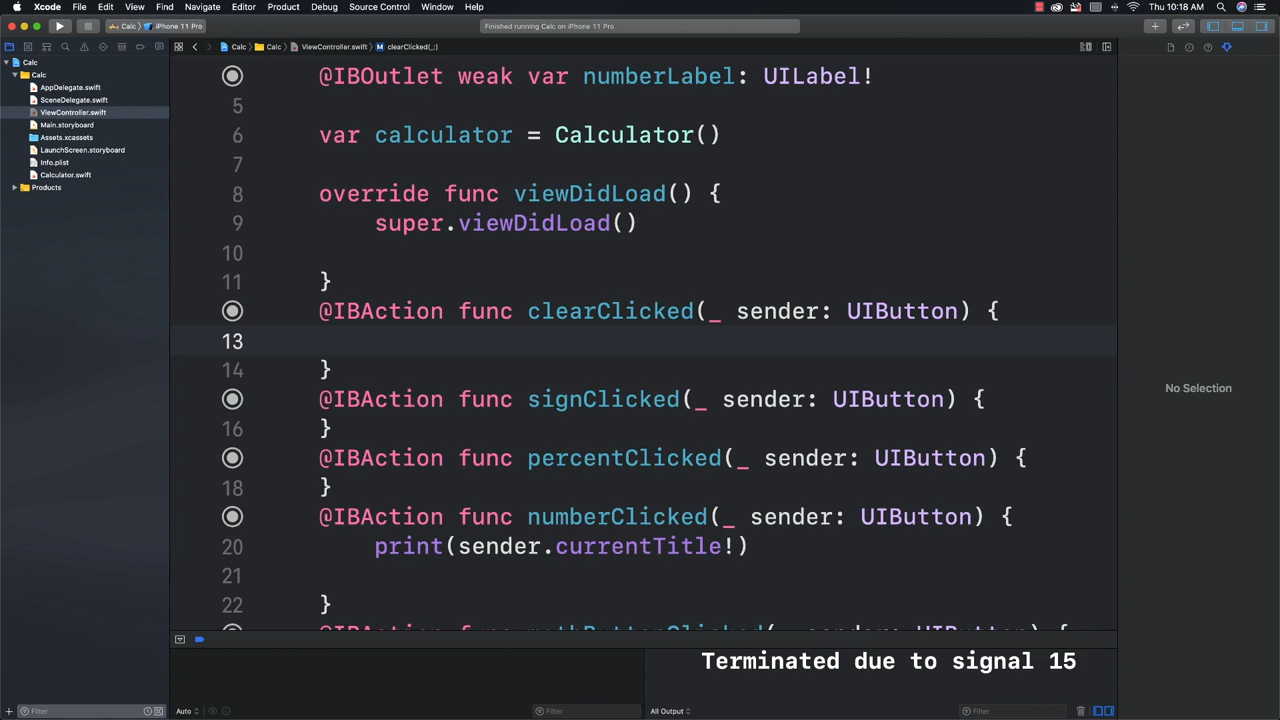 Xcode File Edit View Find Navigate Editor Product Debug Source Control Window Help
Thu 10:18 AM
Calc iPhone 11 Pro
Finished running Calc on iPhone 11 Pro
Calc Calc ViewController.swift M clearClicked(_:)
Calc
Calc
AppDelegate.swift
SceneDelegate.swift
ViewController.swift
Main.storyboard
Assets.xcassets
LaunchScreen.storyboard
Info.plist
Calculator.swift
Products
@IBOutlet weak var numberLabel: UILabel!
5
6 var calculator = Calculator()
7
8 override func viewDidLoad() {
9 super.viewDidLoad()
10
11 }
@IBAction func clearClicked(_ sender: UIButton) {
13
14 }
@IBAction func signClicked(_ sender: UIButton) {
16 }
@IBAction func percentClicked(_ sender: UIButton) {
18 }
@IBAction func numberClicked(_ sender: UIButton) {
20 print(sender.currentTitle!)
21
22 }
No Selection
Terminated due to signal 15
Filter
Auto
Filter
All Output
Filter